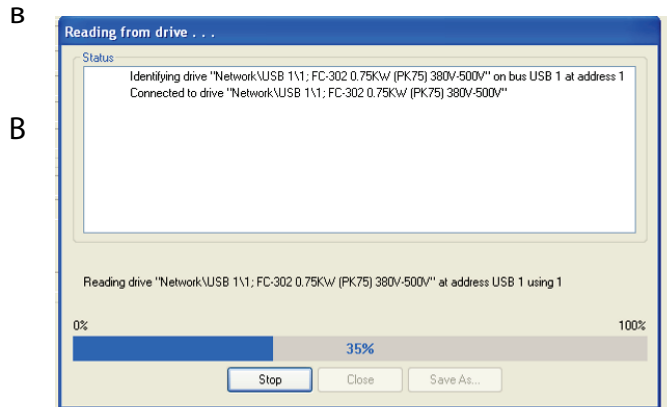 B
Reading from drive . . .
Status
Identifying drive "Network\USB 1\1; FC-302 0.75KW (PK75) 380V-500V" on bus USB 1 at address 1
Connected to drive "Network\USB 1\1; FC-302 0.75KW (PK75) 380V-500V"
B
Reading drive "Network\USB 1\1; FC-302 0.75KW (PK75) 380V-500V" at address USB 1 using 1
0% 100%
35%
Stop Close Save As...